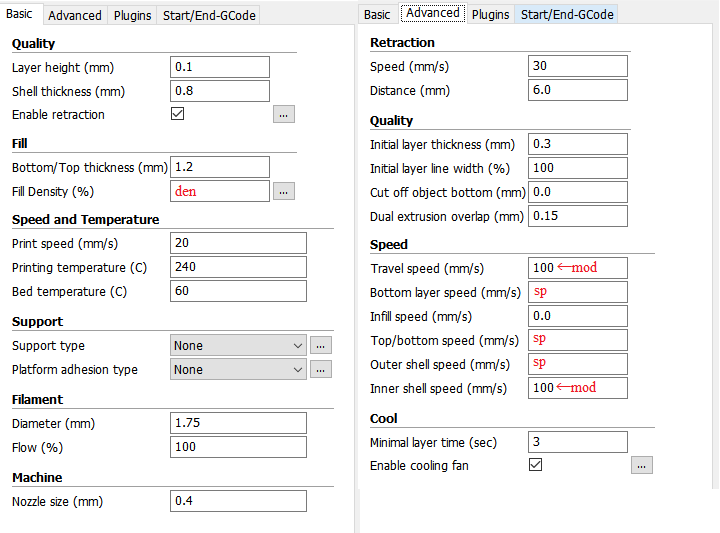 Basic Advanced Plugins Start/End-GCode
Quality
Layer height (mm) 0.1
Shell thickness (mm) 0.8
Enable retraction ...
Fill
Bottom/Top thickness (mm) 1.2
Fill Density (%) den ...
Speed and Temperature
Print speed (mm/s) 20
Printing temperature (C) 240
Bed temperature (C) 60
Support
Support type None ...
Platform adhesion type None ...
Filament
Diameter (mm) 1.75
Flow (%) 100
Machine
Nozzle size (mm) 0.4
Basic Advanced Plugins Start/End-GCode
Retraction
Speed (mm/s) 30
Distance (mm) 6.0
Quality
Initial layer thickness (mm) 0.3
Initial layer line width (%) 100
Cut off object bottom (mm) 0.0
Dual extrusion overlap (mm) 0.15
Speed
Travel speed (mm/s) 100 ←mod
Bottom layer speed (mm/s) sp
Infill speed (mm/s) 0.0
Top/bottom speed (mm/s) sp
Outer shell speed (mm/s) sp
Inner shell speed (mm/s) 100 ←mod
Cool
Minimal layer time (sec) 3
Enable cooling fan ...